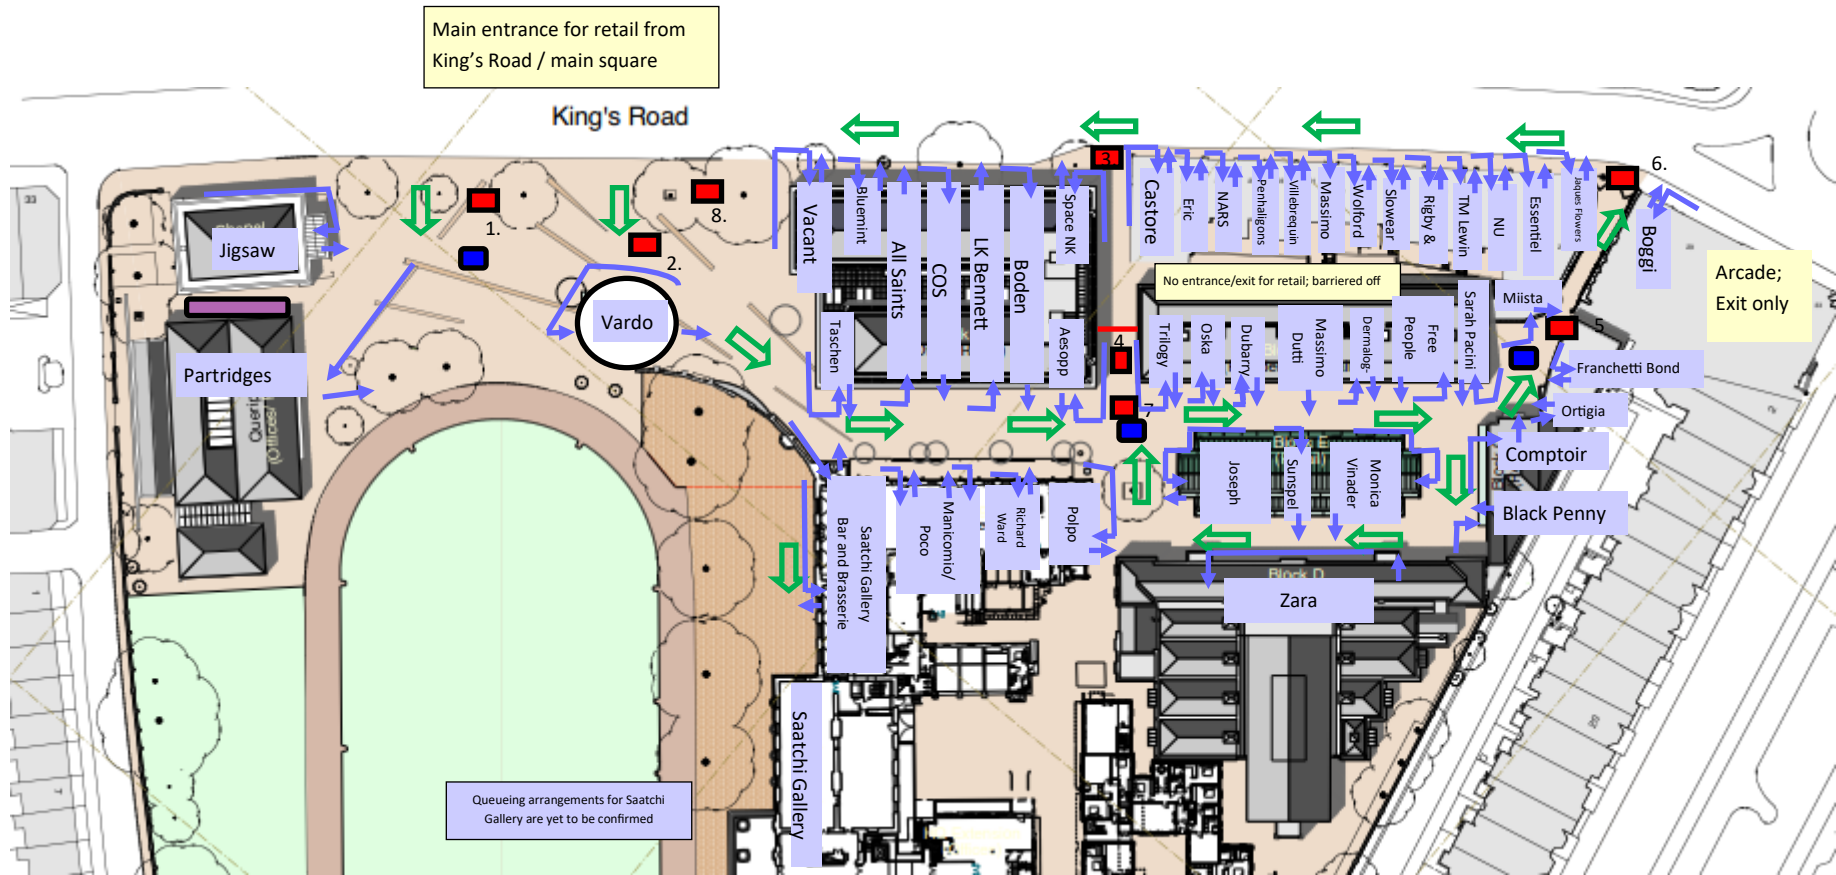 Main entrance for retail from
King's Road / main square
King's Road
Jigsaw
Partridges
Vardo
1.
2.
8.
3
4
7
5
6.
Vacant
Bluemint
All Saints
COS
LK Bennett
Boden
Space NK
Taschen
Aesopp
Castore
Eric
NARS
Penhaligons
Villebrequin
Massimo
Wolford
Slowear
Rigby &
TM Lewin
NU
Essentiel
Jaques Flowers
Boggi
Arcade;
Exit only
No entrance/exit for retail; barriered off
Trilogy
Oska
Dubarry
Massimo
Dutti
Dermalog-
Free
People
Sarah Pacini
Miista
Franchetti Bond
Ortigia
Comptoir
Black Penny
Joseph
Sunspel
Monica
Vinader
Block D
Zara
Saatchi Gallery
Bar and Brasserie
Manicomio/
Poco
Richard
Ward
Polpo
Saatchi Gallery
Queueing arrangements for Saatchi
Gallery are yet to be confirmed